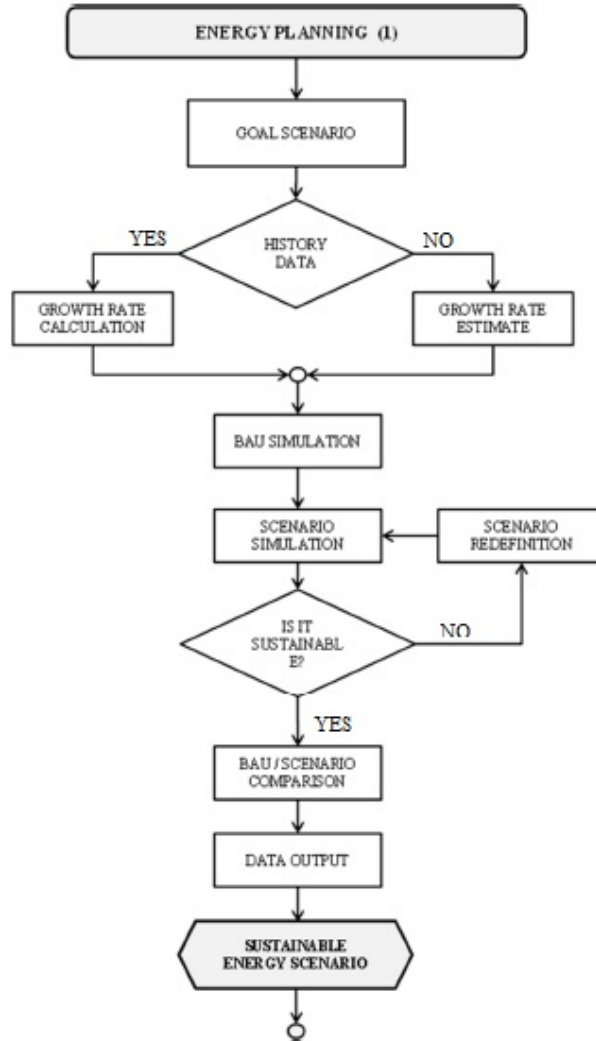 ENERGY PLANNING (1)
GOAL SCENARIO
YES
HISTORY
DATA
NO
GROWTH RATE
CALCULATION
GROWTH RATE
ESTIMATE
BAU SIMULATION
SCENARIO
SIMULATION
SCENARIO
REDEFINITION
IS IT
SUSTAINABL
E?
NO
YES
BAU / SCENARIO
COMPARISON
DATA OUTPUT
SUSTAINABLE
ENERGY SCENARIO